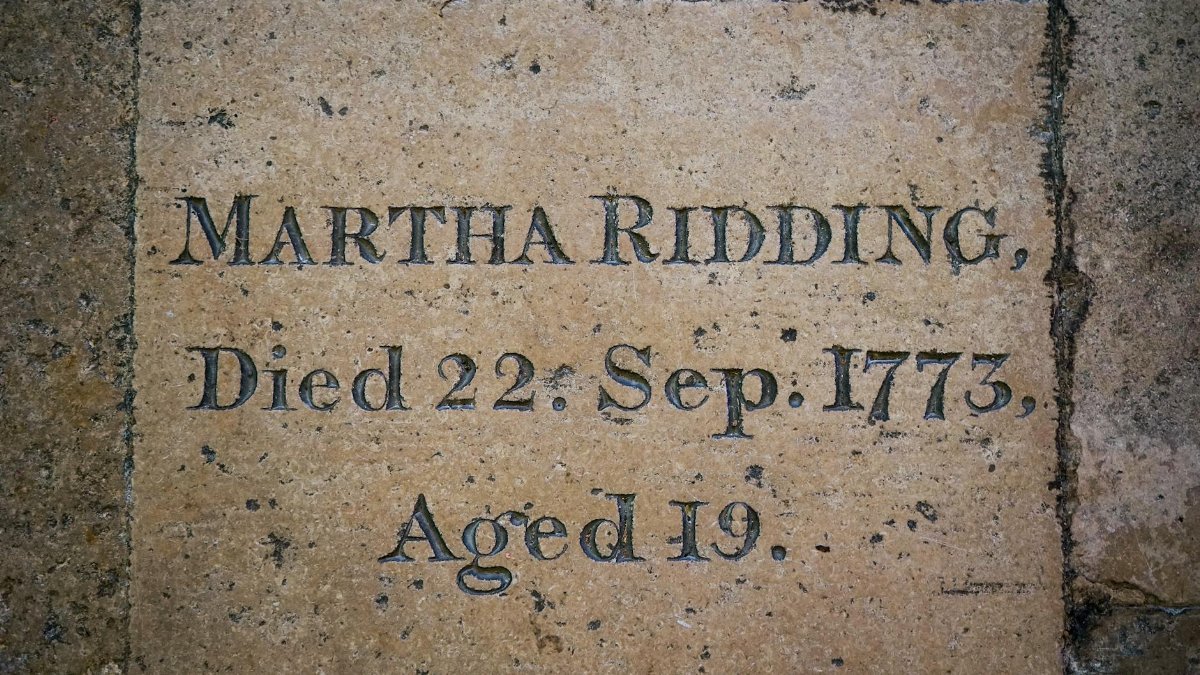 MARTHA RIDDING,
Died 22: Sep. 1773,
Aged 19.